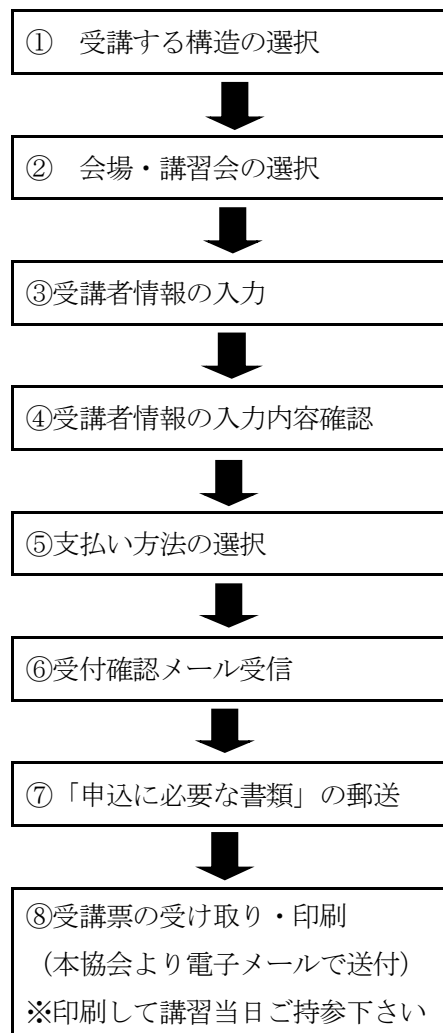 ①　受講する構造の選択
②　会場・講習会の選択
③受講者情報の入力
④受講者情報の入力内容確認
⑤支払い方法の選択
⑥受付確認メール受信
⑦「申込に必要な書類」の郵送
⑧受講票の受け取り・印刷
（本協会より電子メールで送付）
※印刷して講習当日ご持参下さい